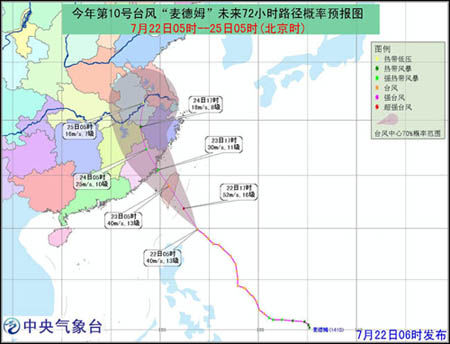 今年第10号台风“麦德姆”未来72小时路径概率预报图
7月22日05时--25日05时(北京时)
图例
热带低压
热带风暴
强热带风暴
台风
强台风
超强台风
台风中心70%概率范围
24日17时
18m/s, 8级
25日05时
16m/s, 7级
23日17时
30m/s, 11级
24日05时
25m/s, 10级
22日17时
52m/s, 16级
23日05时
40m/s, 13级
22日05时
40m/s, 13级
麦德姆(1410)
中央气象台
7月22日06时发布